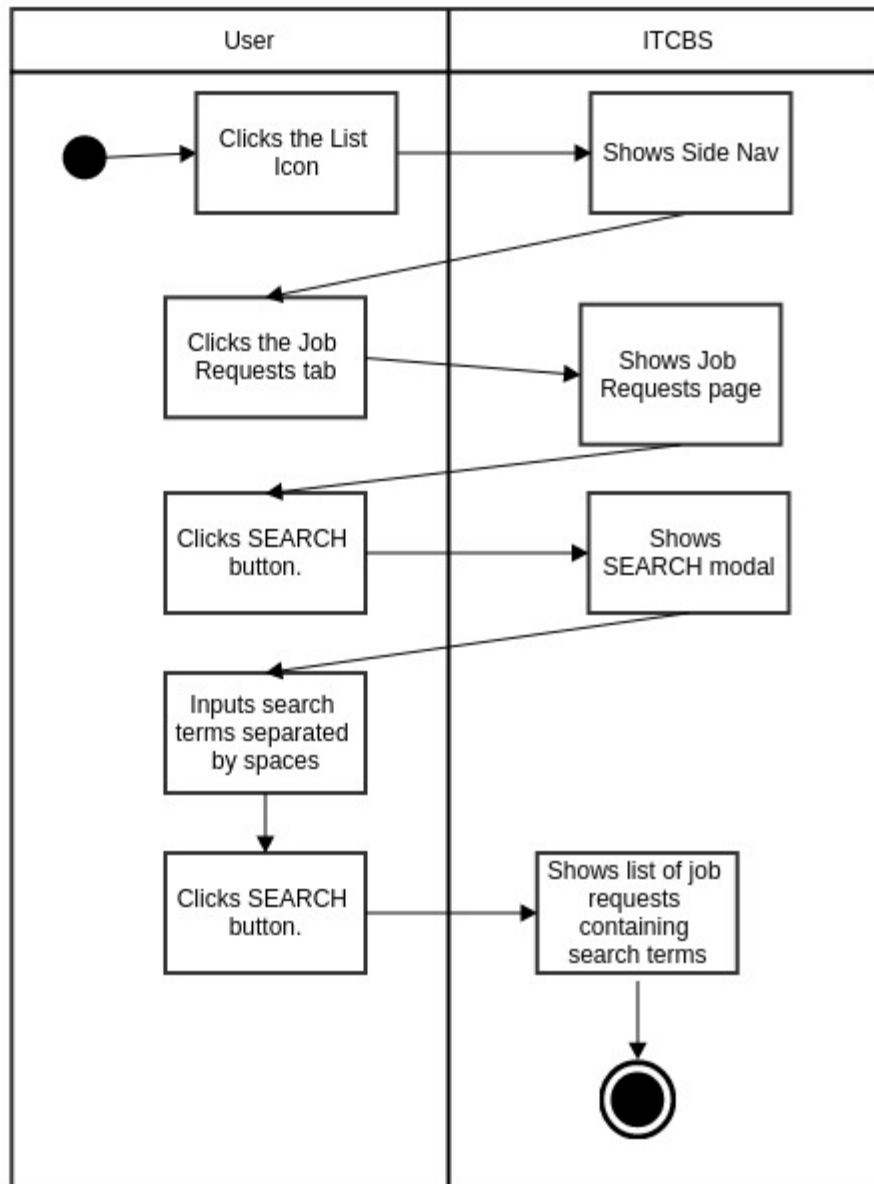 User
ITCBS
Clicks the List
Icon
Shows Side Nav
Clicks the Job
Requests tab
Shows Job
Requests page
Clicks SEARCH
button.
Shows
SEARCH modal
Inputs search
terms separated
by spaces
Clicks SEARCH
button.
Shows list of job
requests
containing
search terms